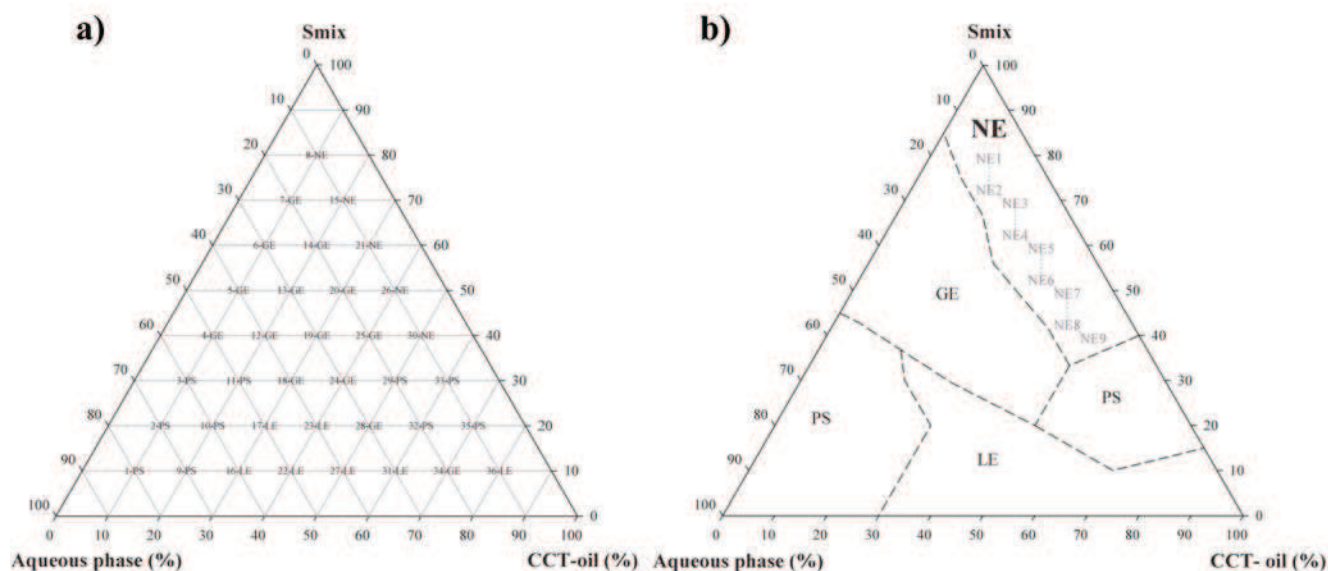 a)
Smix
0 100
10 90
20 8-NE 80
30 7-GE 15-NE 70
40 6-GE 14-GE 21-NE 60
50 5-GE 13-GE 20-GE 26-NE 50
60 4-GE 12-GE 19-GE 25-GE 30-NE 40
70 3-PS 11-PS 18-GE 24-GE 29-PS 33-PS 30
80 2-PS 10-PS 17-LE 23-LE 28-GE 32-PS 35-PS 20
90 1-PS 9-PS 16-LE 22-LE 27-LE 31-LE 34-GE 36-LE 10
100 0
0 10 20 30 40 50 60 70 80 90 100
Aqueous phase (%) CCT-oil (%)
b)
Smix
0 100
10 90
NE
20 NE1 80
30 NE2 NE3 70
40 NE4 NE5 60
50 GE NE6 NE7 50
60 NE8 NE9 40
70 30
PS
80 PS 20
90 LE 10
100 0
0 10 20 30 40 50 60 70 80 90 100
Aqueous phase (%) CCT- oil (%)